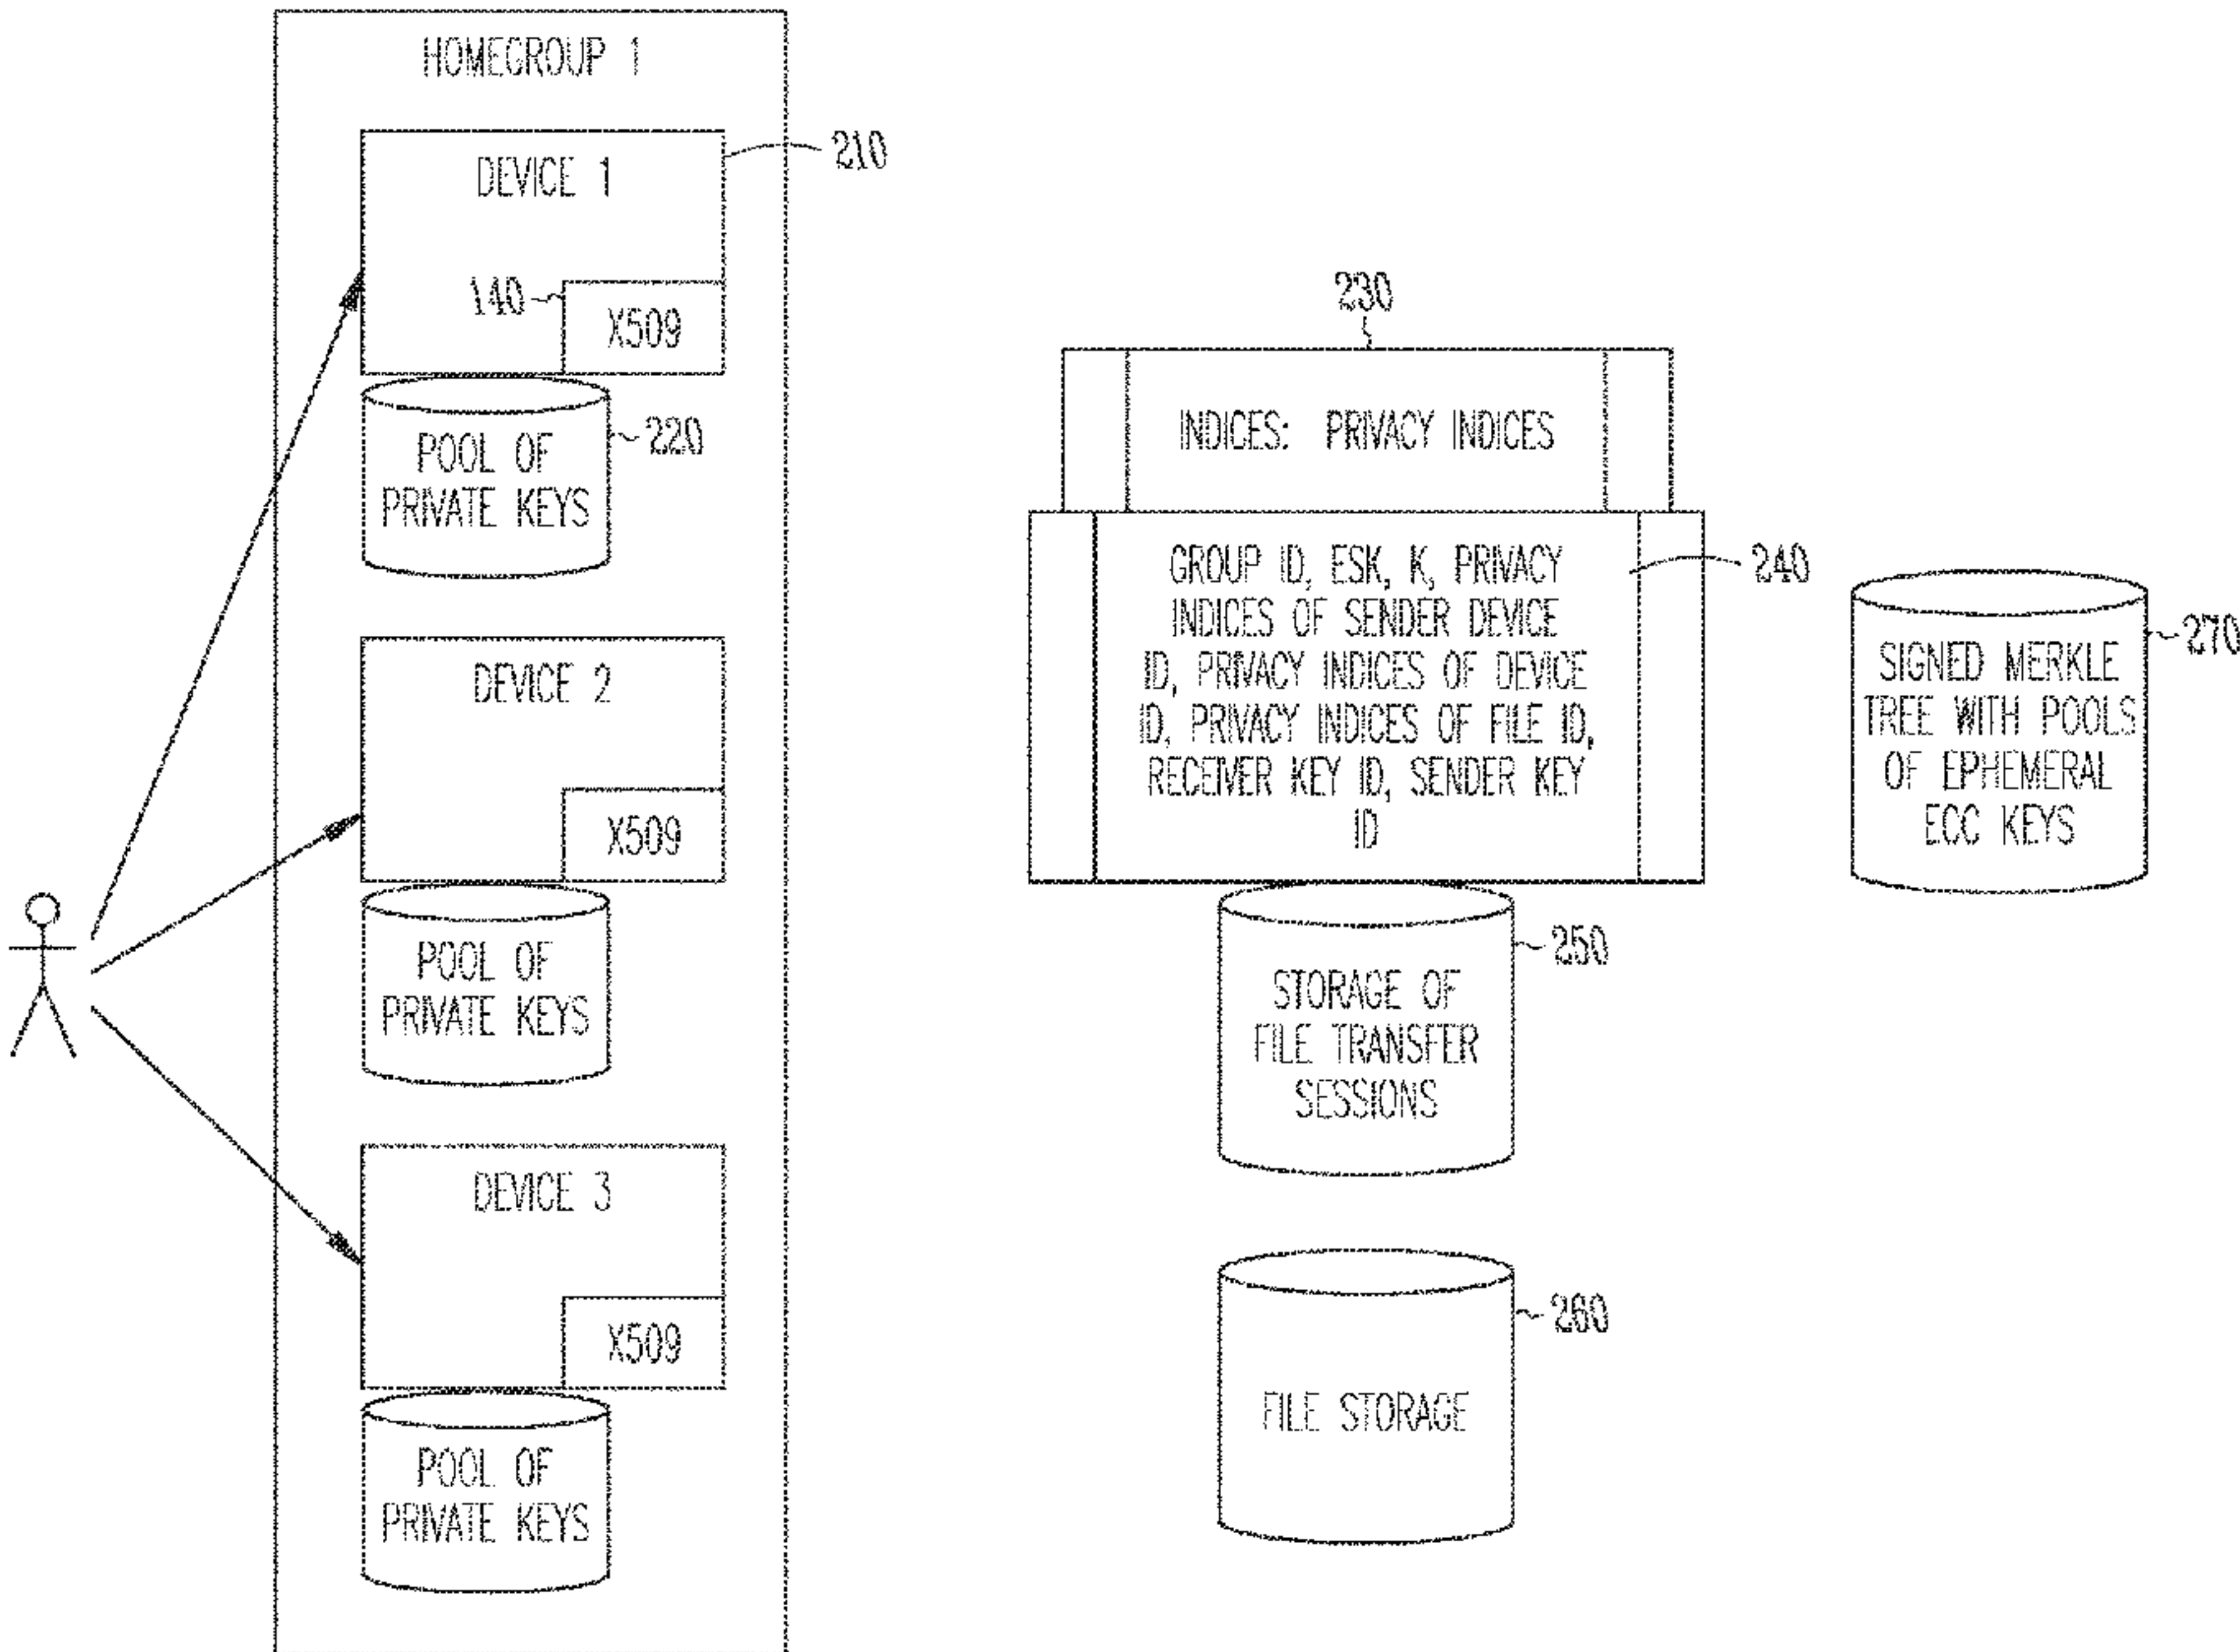 HOMEGROUP 1
DEVICE 1
210
140
X509
POOL OF
PRIVATE KEYS
220
DEVICE 2
X509
POOL OF
PRIVATE KEYS
DEVICE 3
X509
POOL OF
PRIVATE KEYS
230
INDICES: PRIVACY INDICES
GROUP ID, ESK, K, PRIVACY
INDICES OF SENDER DEVICE
ID, PRIVACY INDICES OF DEVICE
ID, PRIVACY INDICES OF FILE ID,
RECEIVER KEY ID, SENDER KEY
ID
240
STORAGE OF
FILE TRANSFER
SESSIONS
250
FILE STORAGE
260
SIGNED MERKLE
TREE WITH POOLS
OF EPHEMERAL
ECC KEYS
270